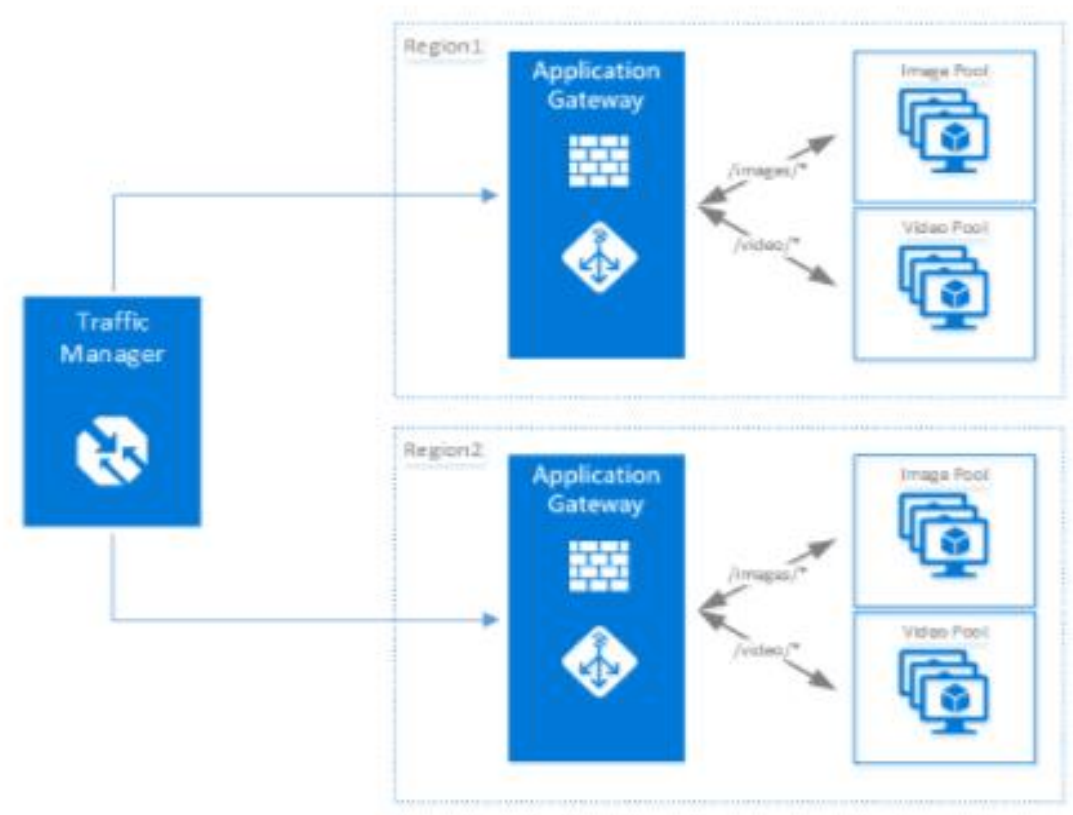 Region1
Application
Gateway
Image Pool
/images/*
Video Pool
/video/*
Traffic
Manager
Region2
Application
Gateway
Image Pool
/images/*
Video Pool
/video/*